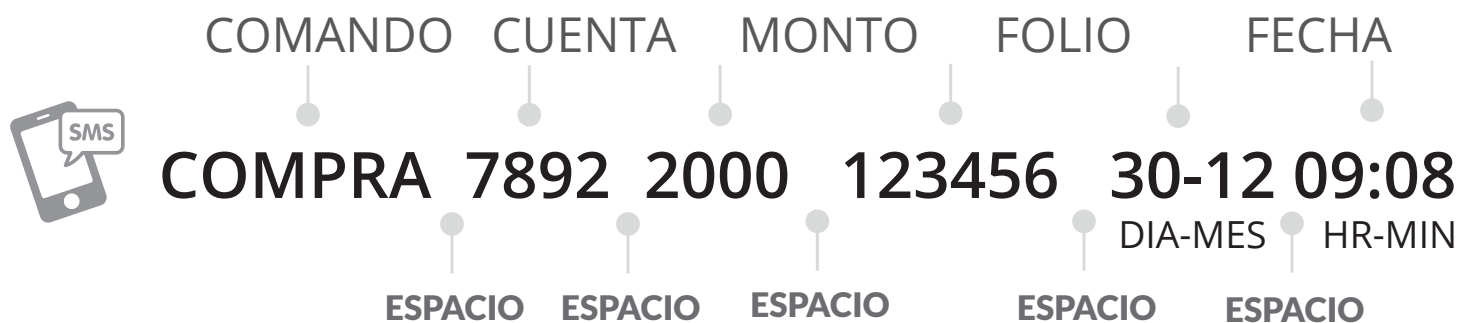 COMANDO CUENTA MONTO FOLIO FECHA
SMS
COMPRA 7892 2000 123456 30-12 09:08
DIA-MES HR-MIN
ESPACIO ESPACIO ESPACIO ESPACIO ESPACIO